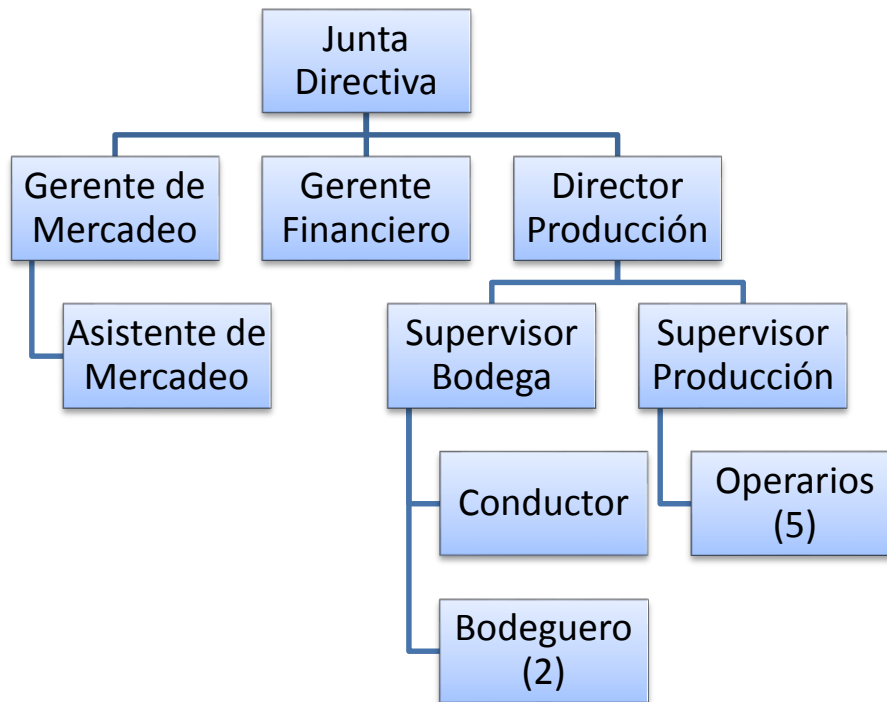 Junta
Directiva
Gerente de
Mercadeo
Gerente
Financiero
Director
Producción
Asistente de
Mercadeo
Supervisor
Bodega
Supervisor
Producción
Conductor
Operarios
(5)
Bodeguero
(2)